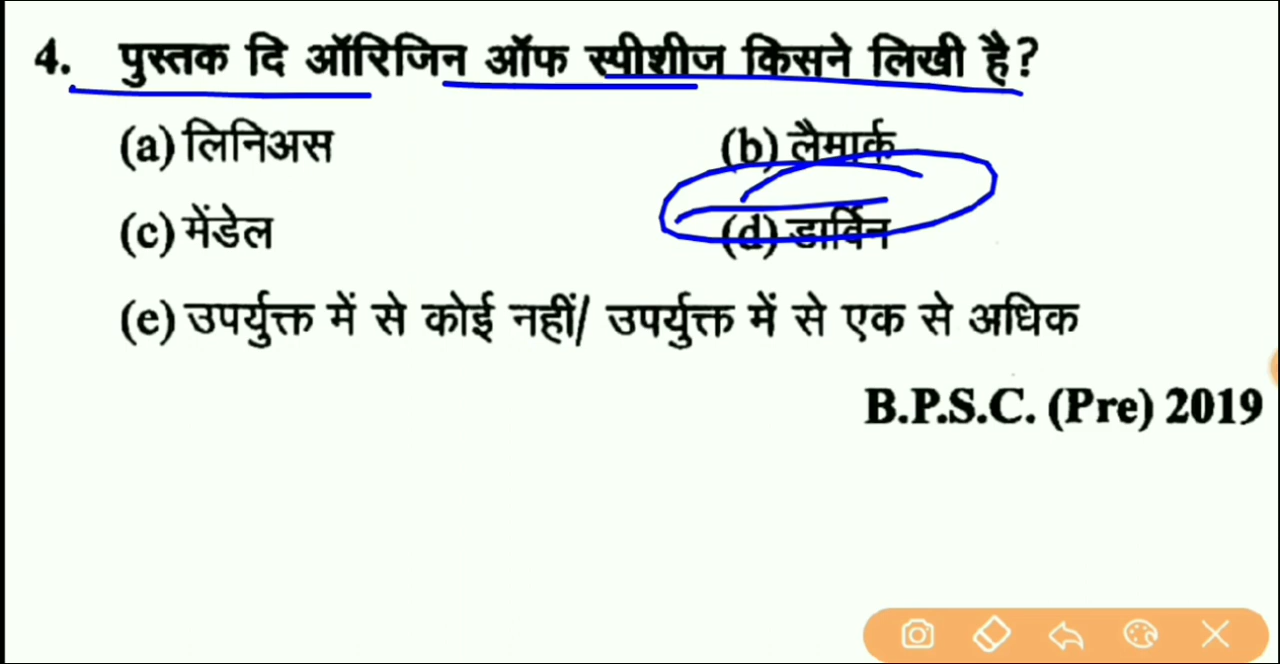 4. पुस्तक दि ऑरिजिन ऑफ स्पीशीज किसने लिखी है?
(a) लिनिअस (b) लैमार्क
(c) मेंडेल (d) डार्विन
(e) उपर्युक्त में से कोई नहीं/ उपर्युक्त में से एक से अधिक
B.P.S.C. (Pre) 2019